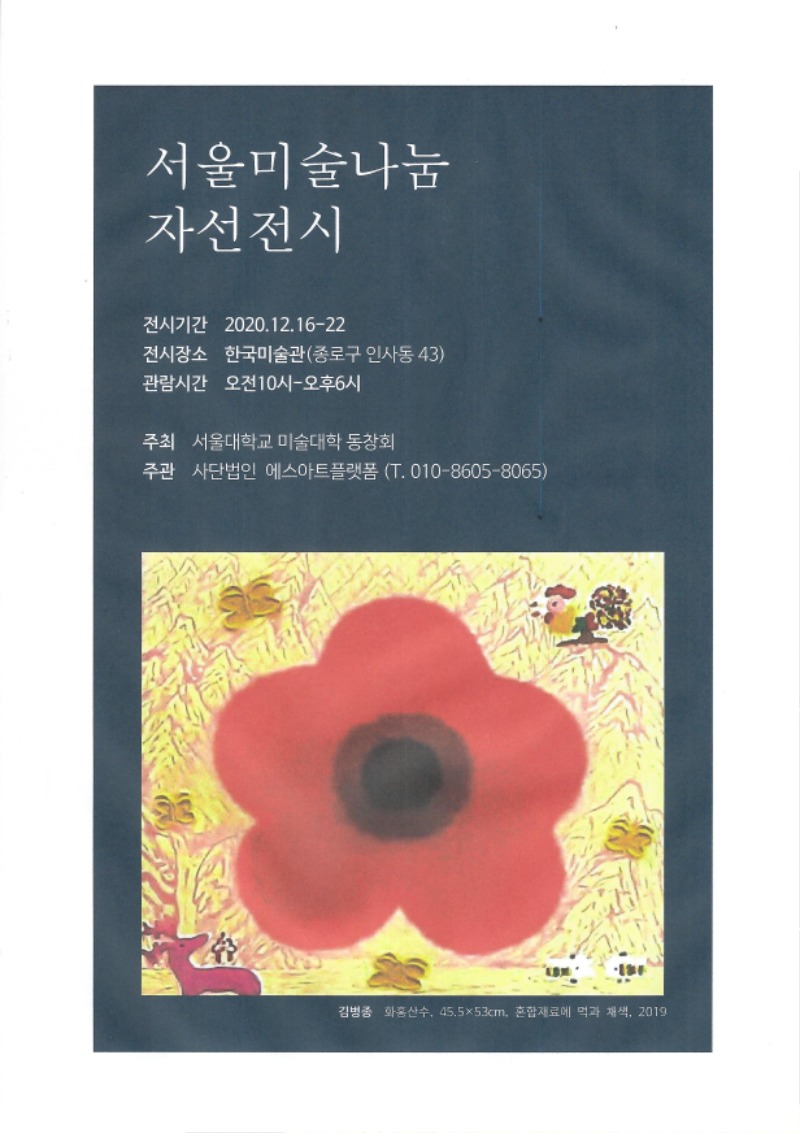 서울미술나눔
자선전시
전시기간 2020.12.16-22
전시장소 한국미술관(종로구 인사동 43)
관람시간 오전10시-오후6시
주최 서울대학교 미술대학 동창회
주관 사단법인 에스아트플랫폼 (T. 010-8605-8065)
김병종 화홍산수, 45.5×53cm, 혼합재료에 먹과 채색, 2019